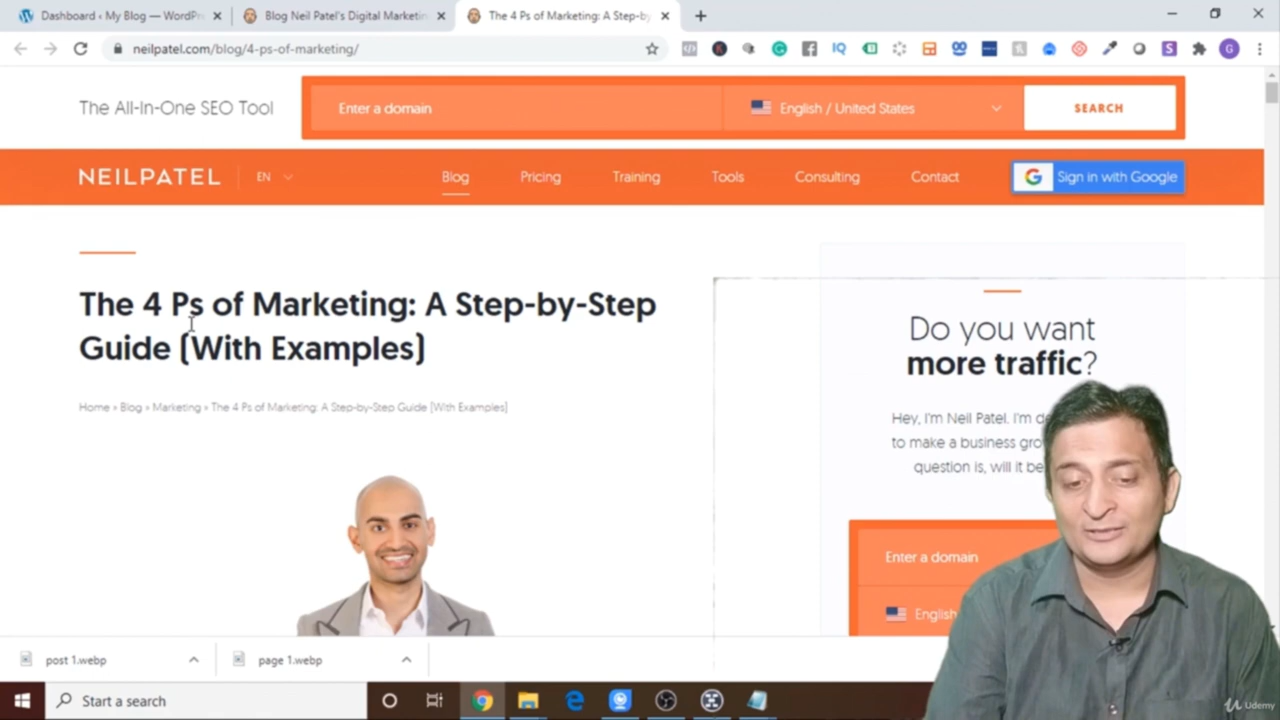 Dashboard ‹ My Blog — WordPr
Blog Neil Patel's Digital Marketin
The 4 Ps of Marketing: A Step-by
neilpatel.com/blog/4-ps-of-marketing/
The All-In-One SEO Tool
Enter a domain
English / United States
SEARCH
NEILPATEL
EN
Blog
Pricing
Training
Tools
Consulting
Contact
Sign in with Google
The 4 Ps of Marketing: A Step-by-Step
Guide (With Examples)
Home » Blog » Marketing » The 4 Ps of Marketing: A Step-by-Step Guide [With Examples]
Do you want
more traffic?
Hey, I'm Neil Patel. I'm de
to make a business gro
question is, will it be
Enter a domain
English
post 1.webp
page 1.webp
Start a search
Udemy